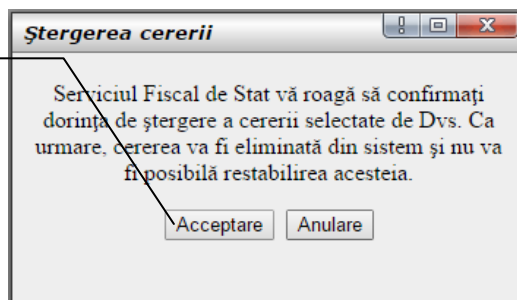 Ştergerea cererii
Serviciul Fiscal de Stat vă roagă să confirmaţi
dorinţa de ştergere a cererii selectate de Dvs. Ca
urmare, cererea va fi eliminată din sistem şi nu va
fi posibilă restabilirea acesteia.
Acceptare Anulare